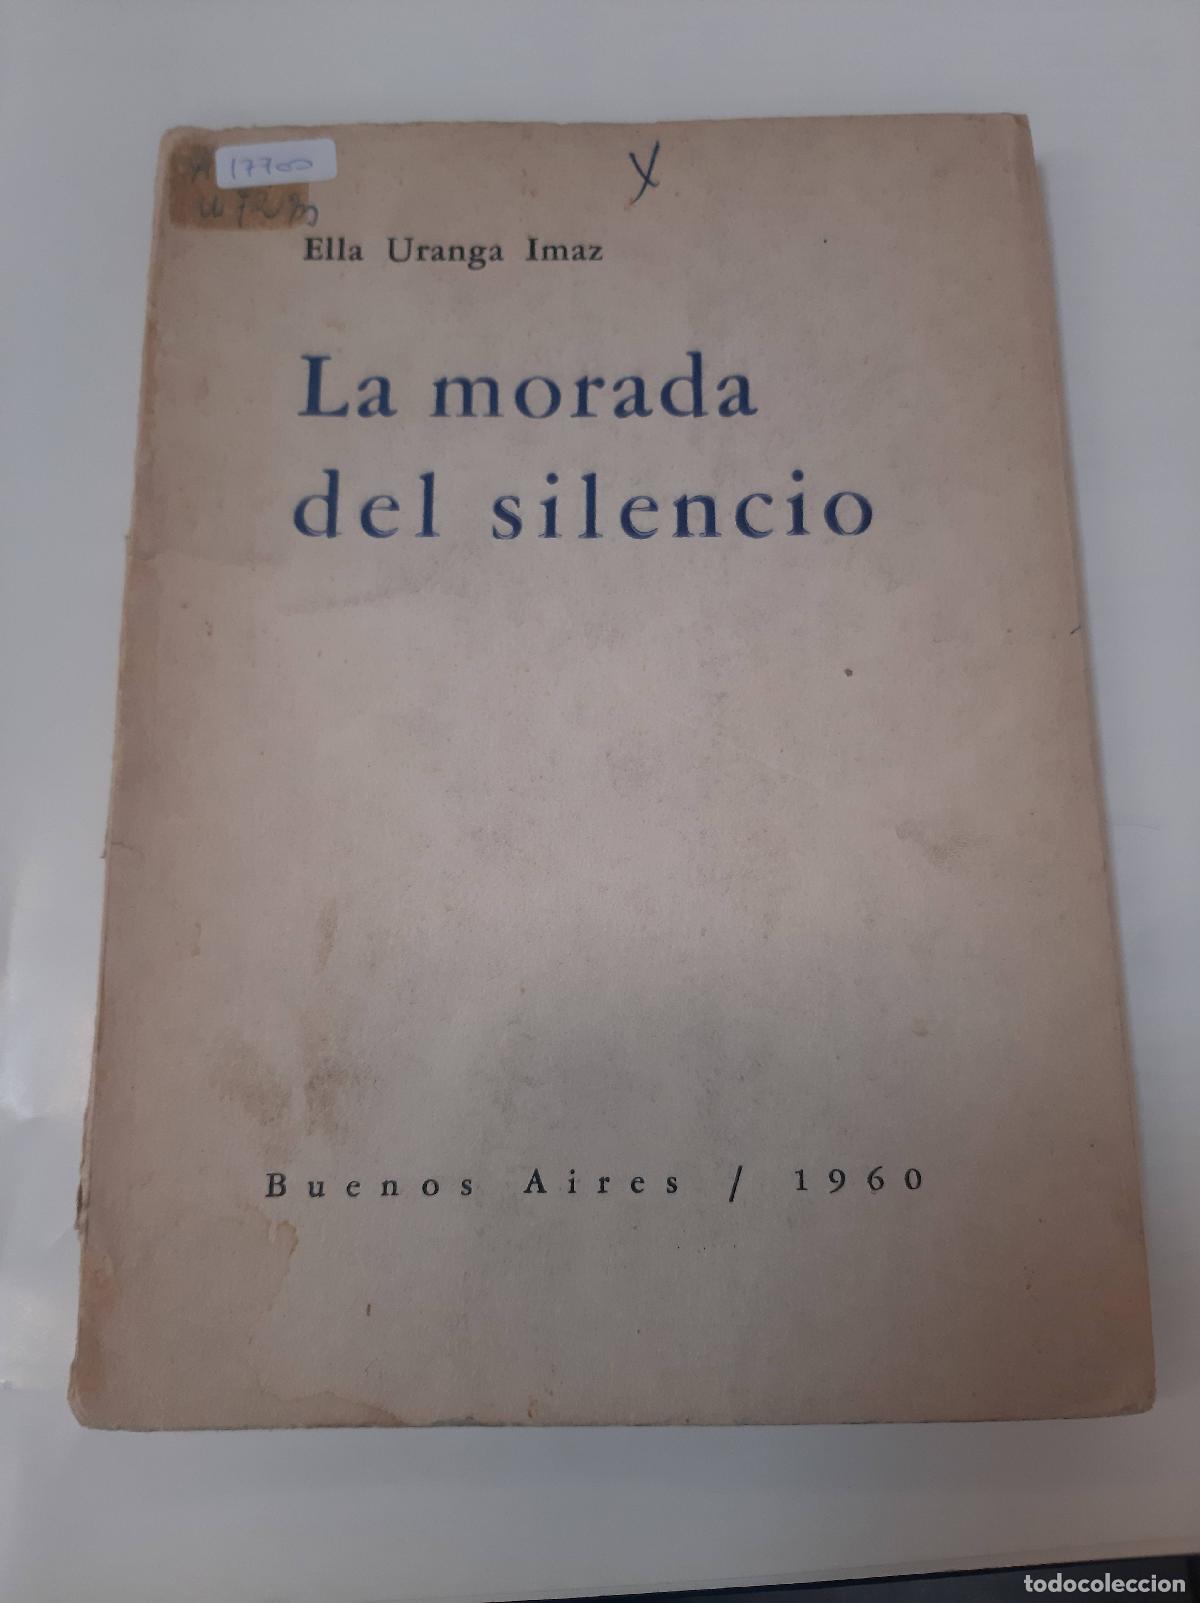 17700
X
Ella Uranga Imaz
La morada
del silencio
Buenos Aires / 1960
todocoleccion